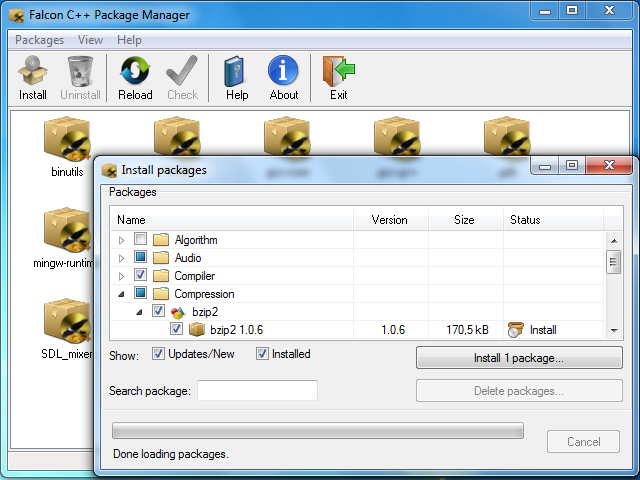 Falcon C++ Package Manager
Packages View Help
Install Uninstall Reload Check Help About Exit
binutils
mingw-runtim
SDL_mixer
Install packages
Packages
Name Version Size Status
Algorithm
Audio
Compiler
Compression
bzip2
bzip2 1.0.6 1.0.6 170,5 kB Install
Show: Updates/New Installed Install 1 package...
Search package: Delete packages...
Cancel
Done loading packages.